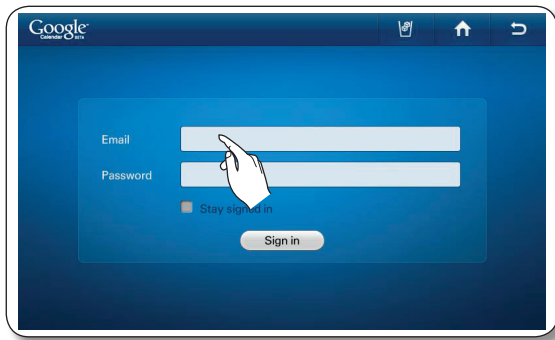 Google
Calendar BETA
Email
Password
Stay signed in
Sign in